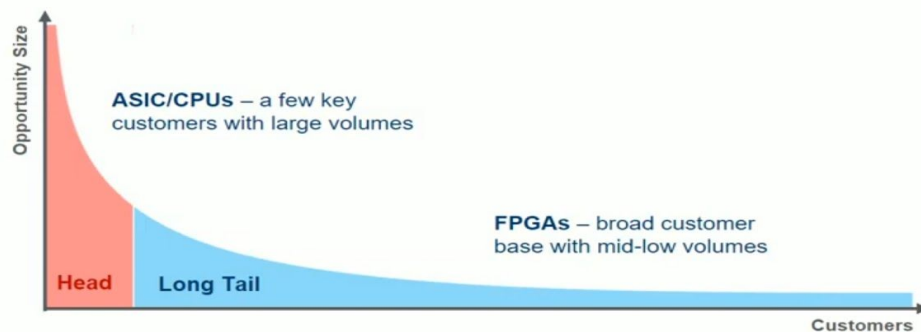 Opportunity Size
ASIC/CPUs – a few key
customers with large volumes
FPGAs – broad customer
base with mid-low volumes
Head
Long Tail
Customers